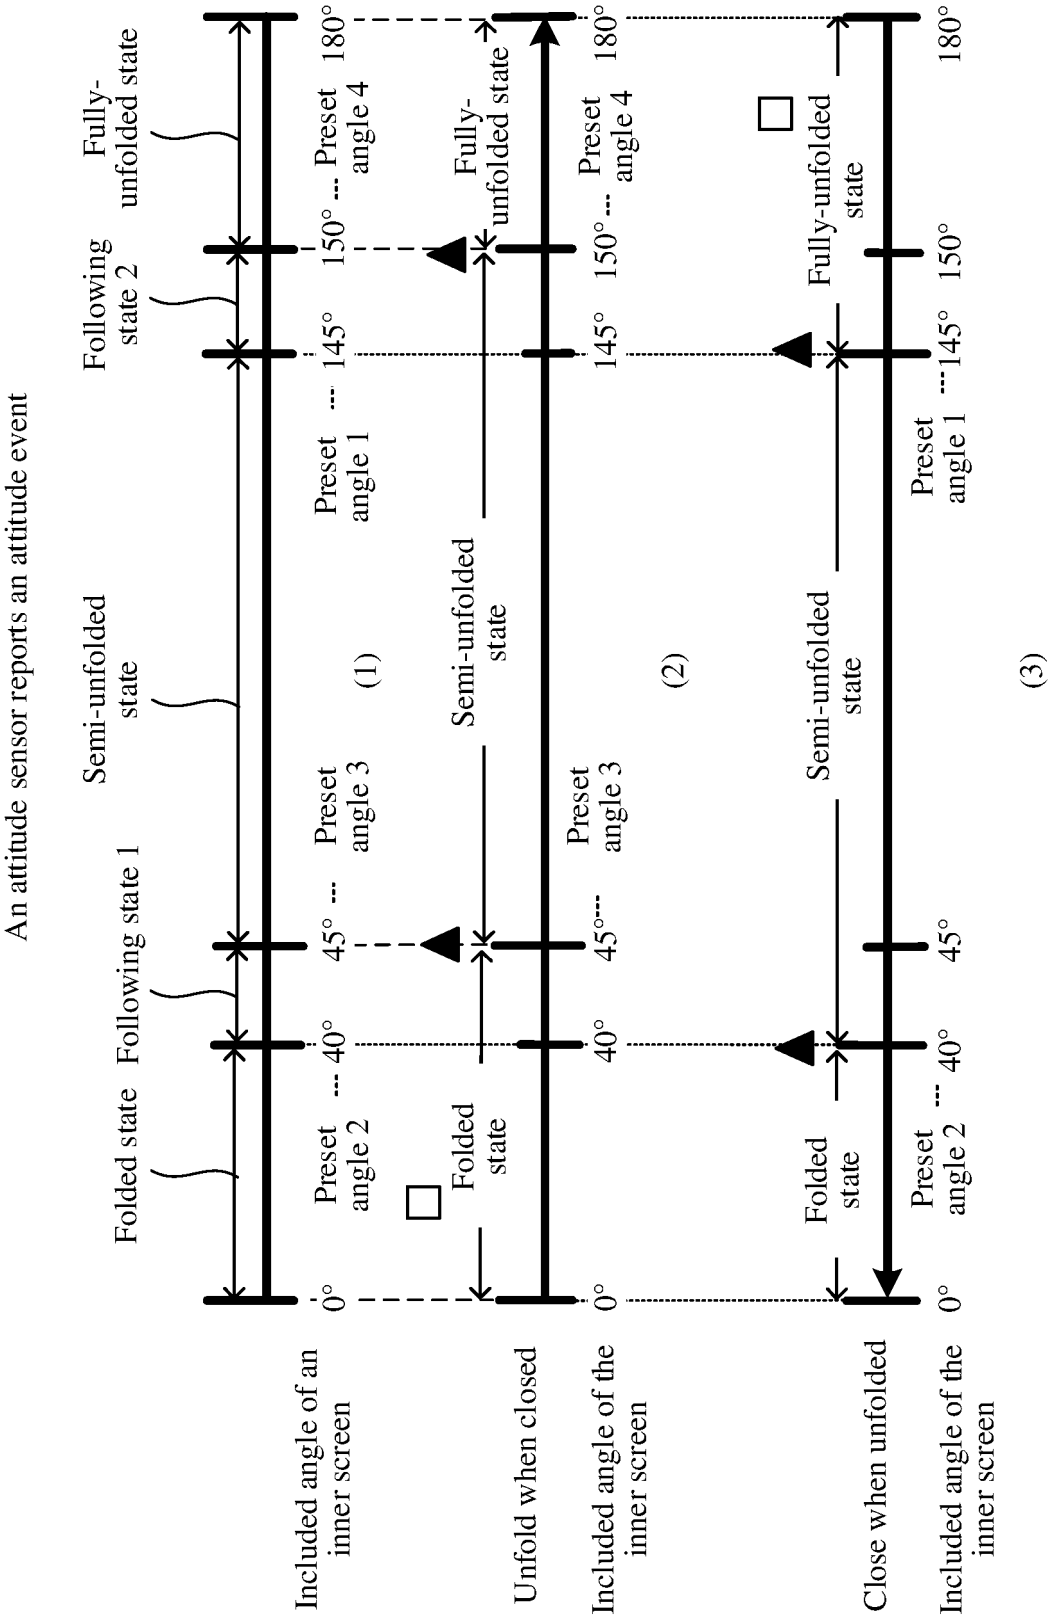 An attitude sensor reports an attitude event
Folded state
Following state 1
Semi-unfolded
state
Following
state 2
Fully-
unfolded state
Included angle of an
inner screen
0°
40°
45°
145°
150°
180°
Preset
angle 2
Preset
angle 3
Preset
angle 1
Preset
angle 4
(1)
Folded
state
Semi-unfolded
state
Fully-
unfolded state
Unfold when closed
Included angle of the
inner screen
0°
40°
45°
145°
150°
180°
Preset
angle 3
Preset
angle 4
(2)
Folded
state
Semi-unfolded
state
Fully-unfolded
state
Close when unfolded
Included angle of the
inner screen
0°
40°
45°
145°
150°
180°
Preset
angle 2
Preset
angle 1
(3)